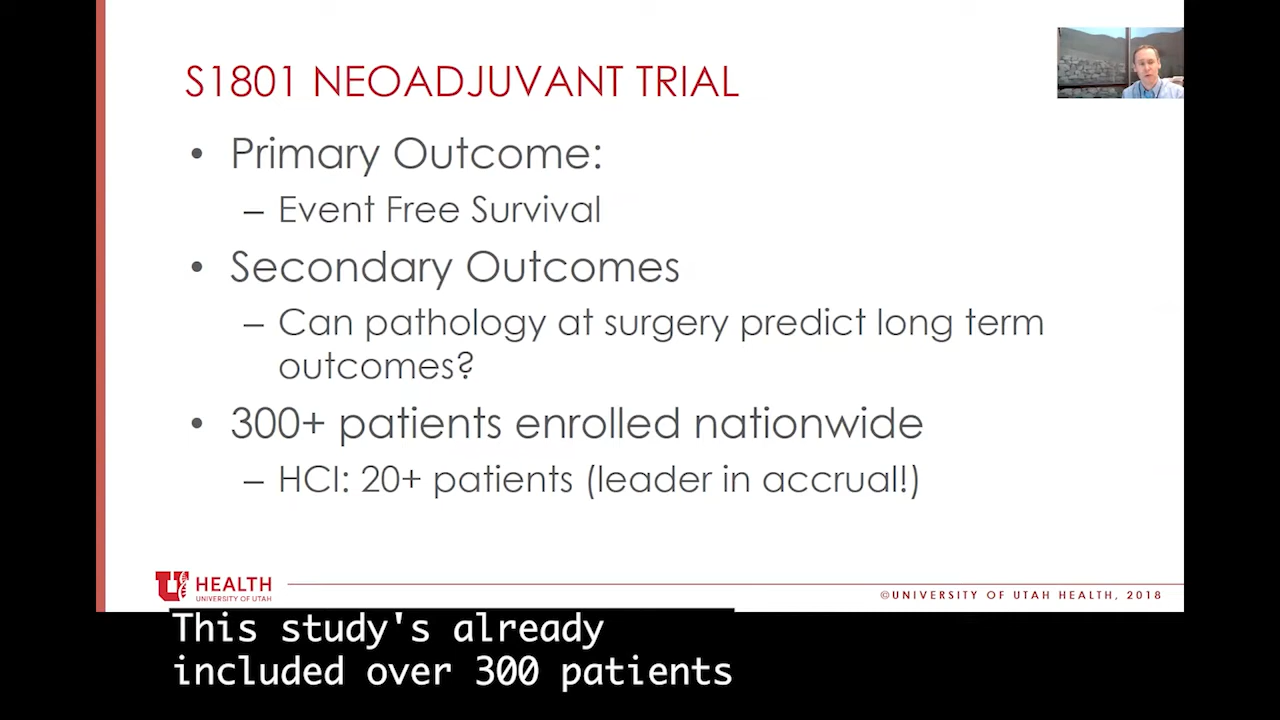 S1801 NEOADJUVANT TRIAL
• Primary Outcome:
– Event Free Survival
• Secondary Outcomes
– Can pathology at surgery predict long term
outcomes?
• 300+ patients enrolled nationwide
– HCI: 20+ patients (leader in accrual!)
U HEALTH
UNIVERSITY OF UTAH
©UNIVERSITY OF UTAH HEALTH, 2018
This study's already
included over 300 patients